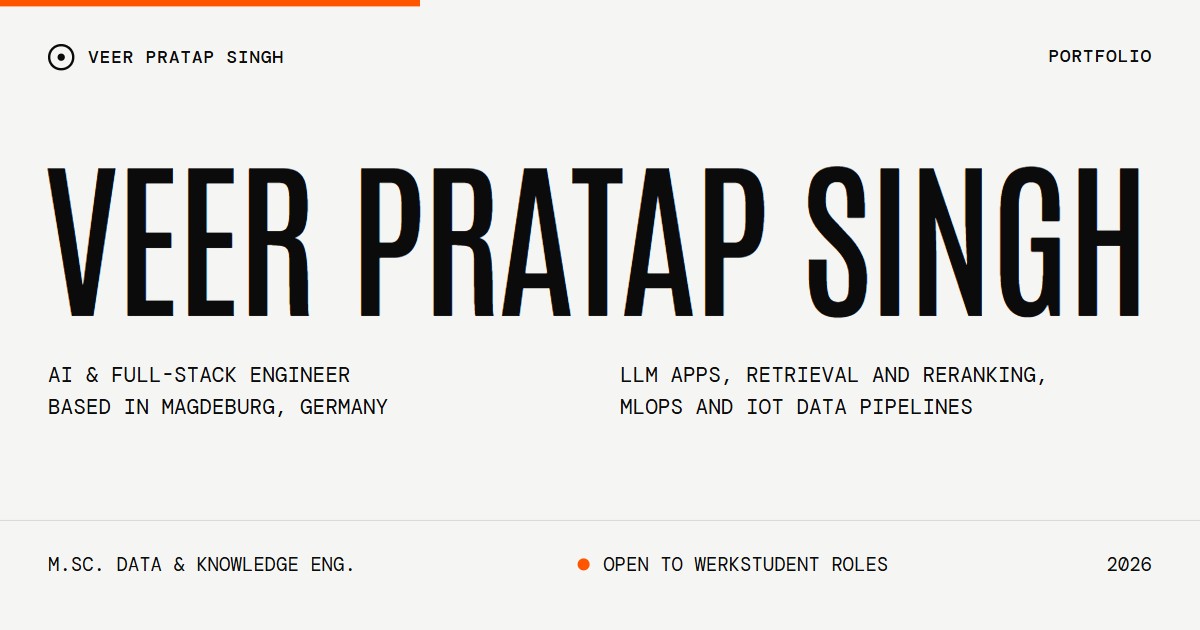 VEER PRATAP SINGH
PORTFOLIO
VEER PRATAP SINGH
AI & FULL-STACK ENGINEER
BASED IN MAGDEBURG, GERMANY
LLM APPS, RETRIEVAL AND RERANKING,
MLOPS AND IOT DATA PIPELINES
M.SC. DATA & KNOWLEDGE ENG.
OPEN TO WERKSTUDENT ROLES
2026